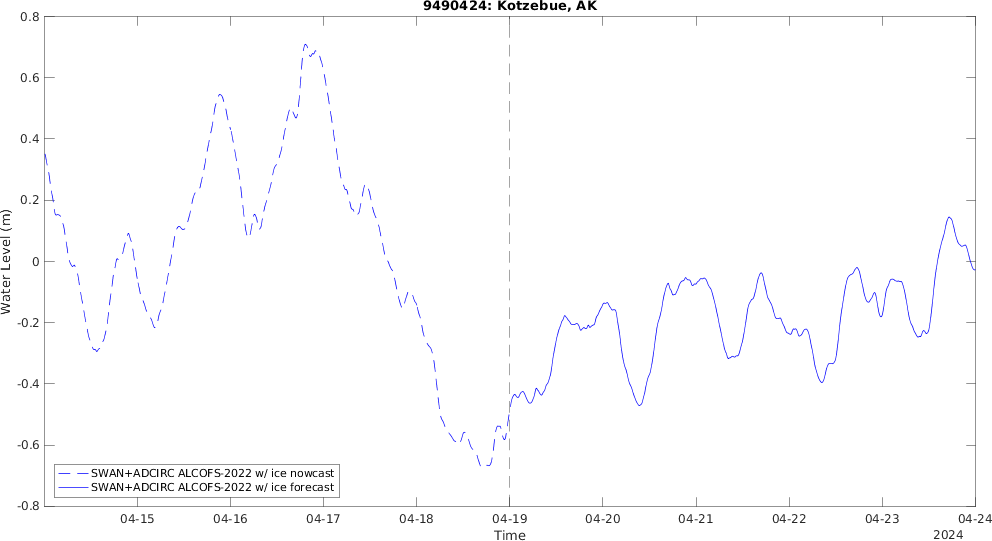 9490424: Kotzebue, AK
Water Level (m)
0.8
0.6
0.4
0.2
0
-0.2
-0.4
-0.6
-0.8
SWAN+ADCIRC ALCOFS-2022 w/ ice nowcast
SWAN+ADCIRC ALCOFS-2022 w/ ice forecast
04-15 04-16 04-17 04-18 04-19 04-20 04-21 04-22 04-23 04-24
Time
2024